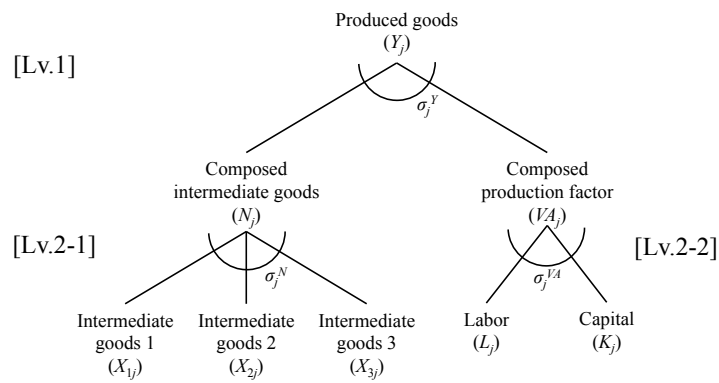 Produced goods
(Yj)
[Lv.1]
σjY
Composed
intermediate goods
(Nj)
Composed
production factor
(VAj)
[Lv.2-1]
σjN
σjVA
[Lv.2-2]
Intermediate
goods 1
(X1j)
Intermediate
goods 2
(X2j)
Intermediate
goods 3
(X3j)
Labor
(Lj)
Capital
(Kj)